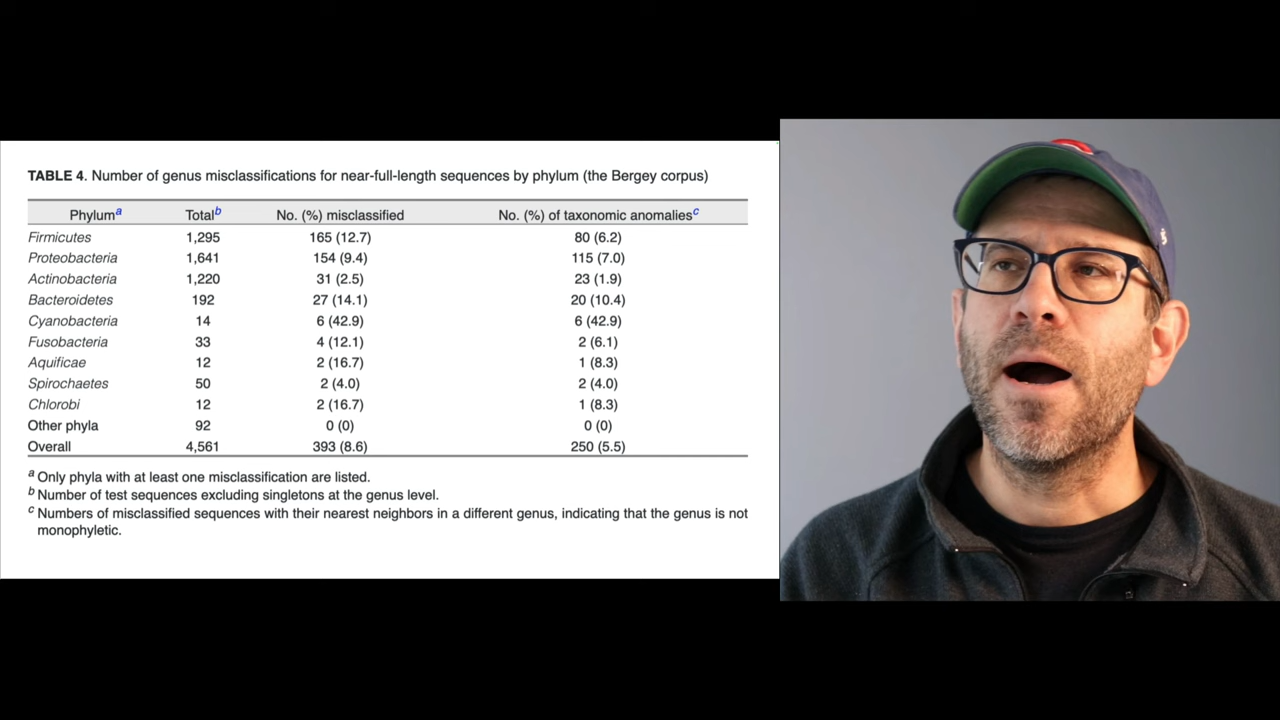 TABLE 4. Number of genus misclassifications for near-full-length sequences by phylum (the Bergey corpus)
Phylumᵃ Totalᵇ No. (%) misclassified No. (%) of taxonomic anomaliesᶜ
Firmicutes 1,295 165 (12.7) 80 (6.2)
Proteobacteria 1,641 154 (9.4) 115 (7.0)
Actinobacteria 1,220 31 (2.5) 23 (1.9)
Bacteroidetes 192 27 (14.1) 20 (10.4)
Cyanobacteria 14 6 (42.9) 6 (42.9)
Fusobacteria 33 4 (12.1) 2 (6.1)
Aquificae 12 2 (16.7) 1 (8.3)
Spirochaetes 50 2 (4.0) 2 (4.0)
Chlorobi 12 2 (16.7) 1 (8.3)
Other phyla 92 0 (0) 0 (0)
Overall 4,561 393 (8.6) 250 (5.5)
ᵃ Only phyla with at least one misclassification are listed.
ᵇ Number of test sequences excluding singletons at the genus level.
ᶜ Numbers of misclassified sequences with their nearest neighbors in a different genus, indicating that the genus is not
monophyletic.